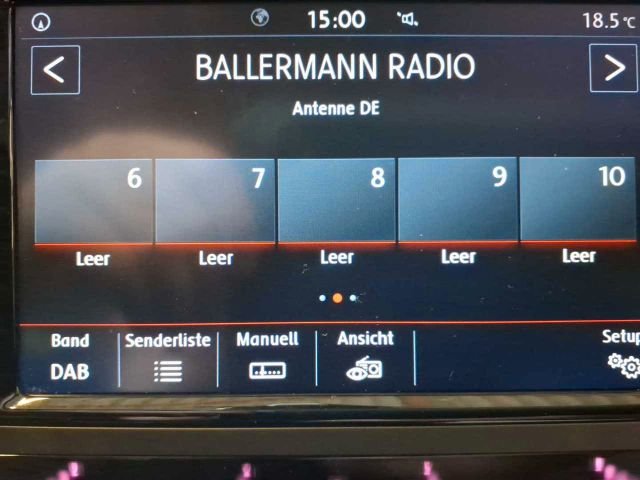 15:00 18.5°C
BALLERMANN RADIO
Antenne DE
6 7 8 9 10
Leer Leer Leer Leer Leer
Band Senderliste Manuell Ansicht Setup
DAB